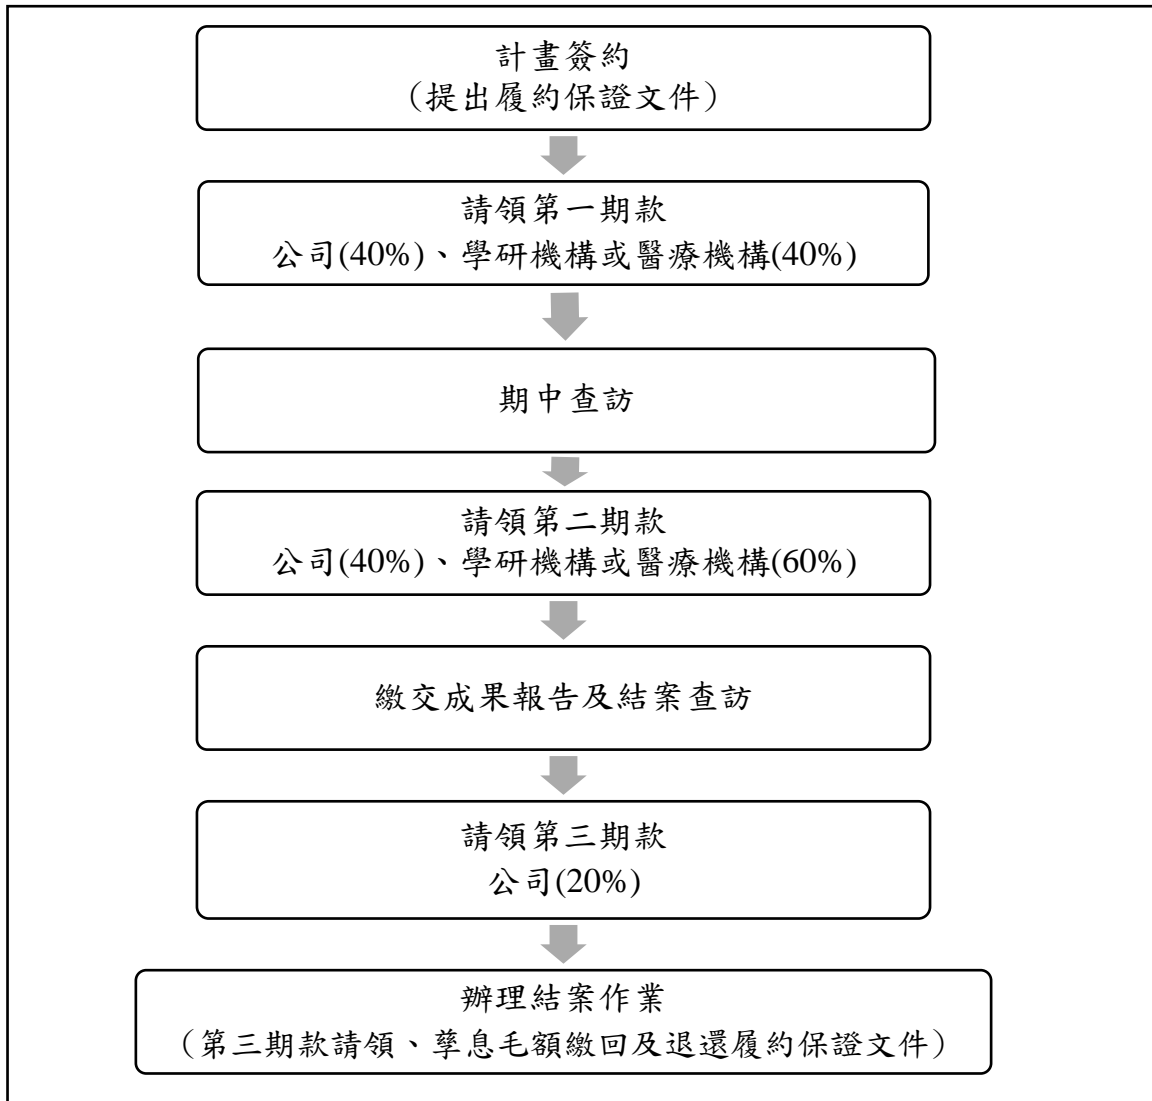 計畫簽約
（提出履約保證文件）
請領第一期款
公司(40%)、學研機構或醫療機構(40%)
期中查訪
請領第二期款
公司(40%)、學研機構或醫療機構(60%)
繳交成果報告及結案查訪
請領第三期款
公司(20%)
辦理結案作業
（第三期款請領、孳息毛額繳回及退還履約保證文件）